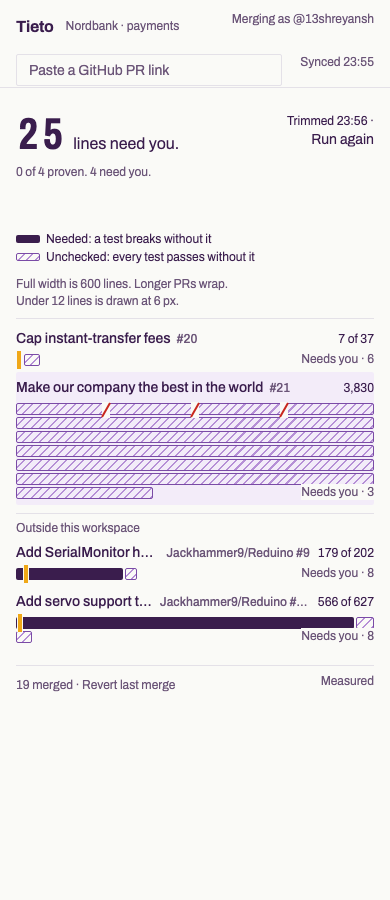 Tieto Nordbank · payments Merging as @13shreyansh
Paste a GitHub PR link Synced 23:55
25 lines need you. Trimmed 23:56 ·
Run again
0 of 4 proven. 4 need you.
Needed: a test breaks without it
Unchecked: every test passes without it
Full width is 600 lines. Longer PRs wrap.
Under 12 lines is drawn at 6 px.
Cap instant-transfer fees #20 7 of 37
Needs you · 6
Make our company the best in the world #21 3,830
Needs you · 3
Outside this workspace
Add SerialMonitor h... Jackhammer9/Reduino #9 179 of 202
Needs you · 8
Add servo support t... Jackhammer9/Reduino #... 566 of 627
Needs you · 8
19 merged · Revert last merge Measured